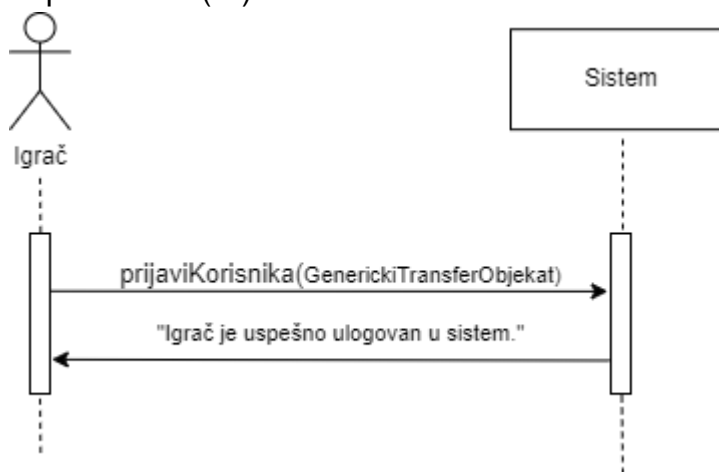 Sistem
Igrač
prijaviKorisnika(GenerickiTransferObjekat)
"Igrač je uspešno ulogovan u sistem."